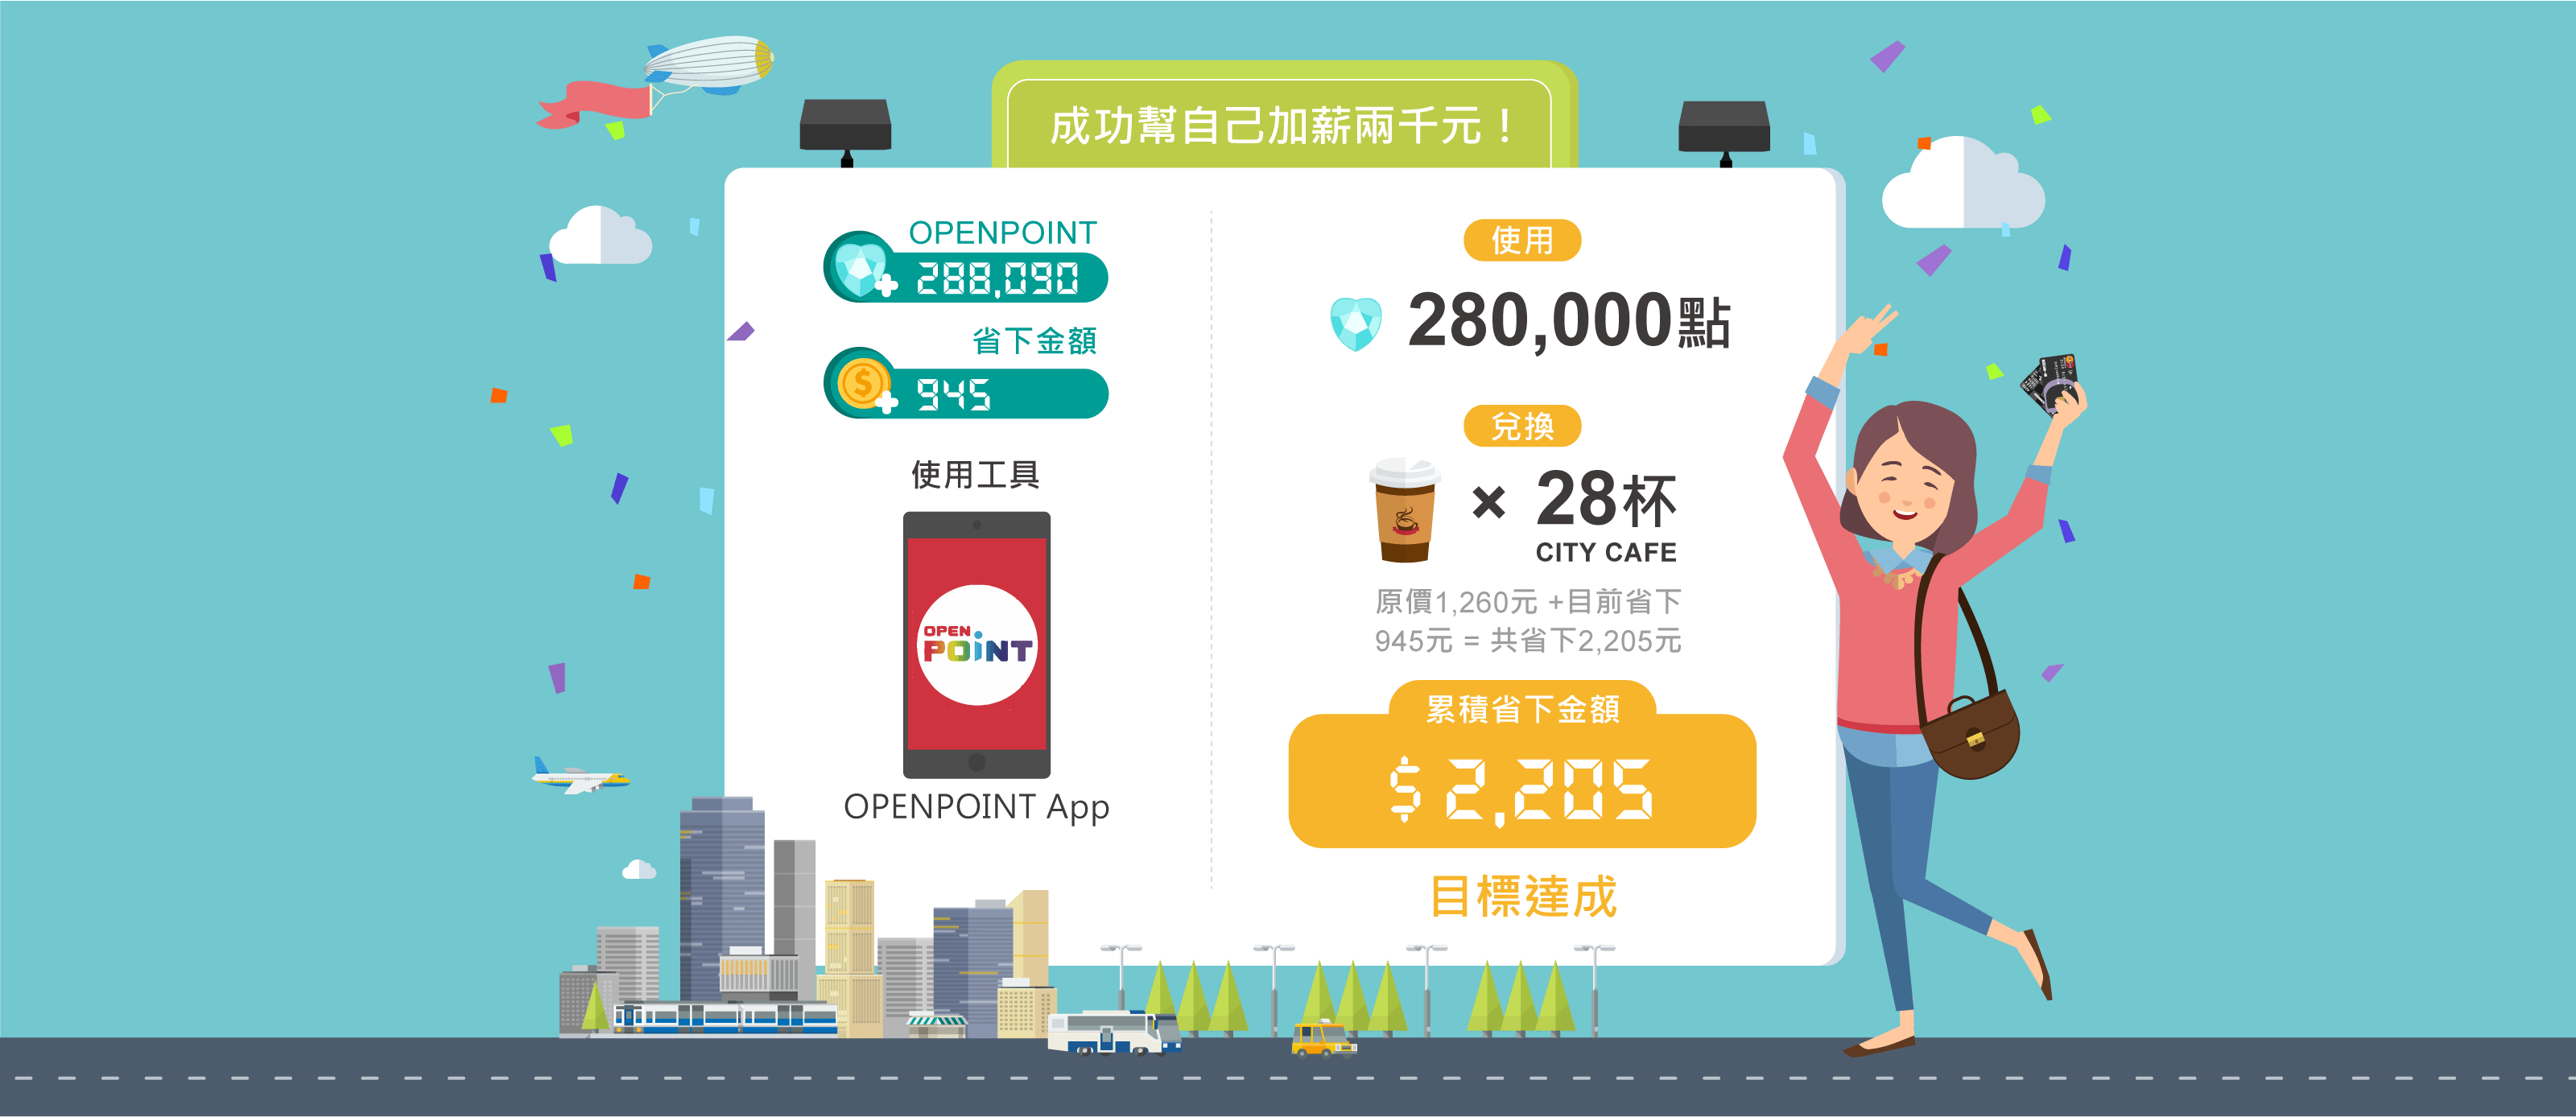 成功幫自己加薪兩千元！
OPENPOINT
288,090
省下金額
945
使用工具
OPEN
POiNT
OPENPOINT App
使用
280,000點
兌換
× 28杯
CITY CAFE
原價1,260元 +目前省下
945元 = 共省下2,205元
累積省下金額
$2,205
目標達成